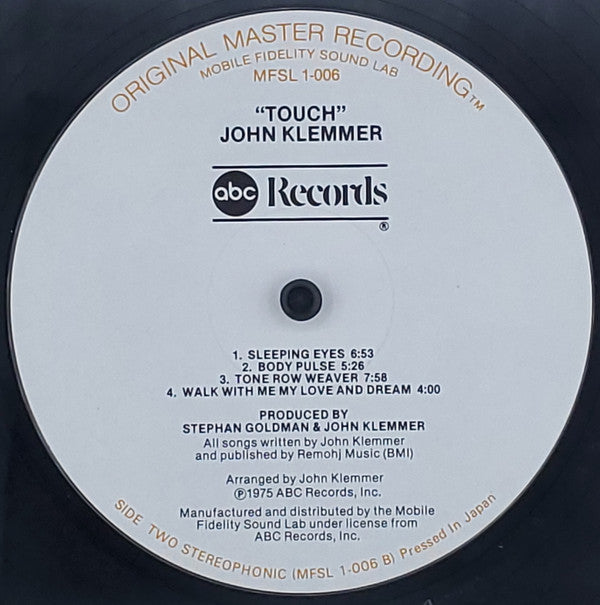 ORIGINAL MASTER RECORDING™
MOBILE FIDELITY SOUND LAB
MFSL 1-006
“TOUCH”
JOHN KLEMMER
abc Records
®
1. SLEEPING EYES 6:53
2. BODY PULSE 5:26
3. TONE ROW WEAVER 7:58
4. WALK WITH ME MY LOVE AND DREAM 4:00
PRODUCED BY
STEPHAN GOLDMAN & JOHN KLEMMER
All songs written by John Klemmer
and published by Remohj Music (BMI)
Arranged by John Klemmer
℗1975 ABC Records, Inc.
Manufactured and distributed by the Mobile
Fidelity Sound Lab under license from
ABC Records, Inc.
SIDE TWO STEREOPHONIC (MFSL 1-006 B) Pressed In Japan